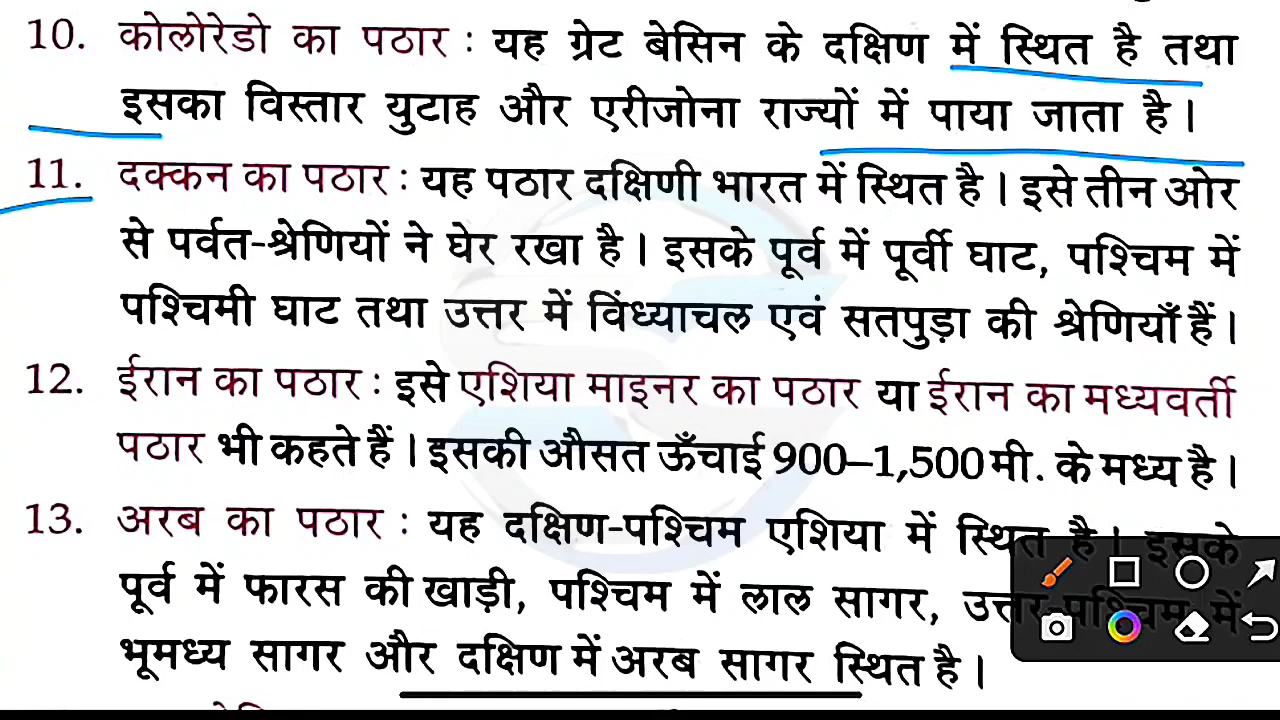 10. कोलोरेडो का पठार : यह ग्रेट बेसिन के दक्षिण में स्थित है तथा
इसका विस्तार युटाह और एरीजोना राज्यों में पाया जाता है।
11. दक्कन का पठार : यह पठार दक्षिणी भारत में स्थित है। इसे तीन ओर
से पर्वत-श्रेणियों ने घेर रखा है। इसके पूर्व में पूर्वी घाट, पश्चिम में
पश्चिमी घाट तथा उत्तर में विंध्याचल एवं सतपुड़ा की श्रेणियाँ हैं।
12. ईरान का पठार : इसे एशिया माइनर का पठार या ईरान का मध्यवर्ती
पठार भी कहते हैं। इसकी औसत ऊँचाई 900–1,500 मी. के मध्य है।
13. अरब का पठार : यह दक्षिण-पश्चिम एशिया में स्थित है। इसके
पूर्व में फारस की खाड़ी, पश्चिम में लाल सागर, उत्तर-पश्चिम में
भूमध्य सागर और दक्षिण में अरब सागर स्थित है।